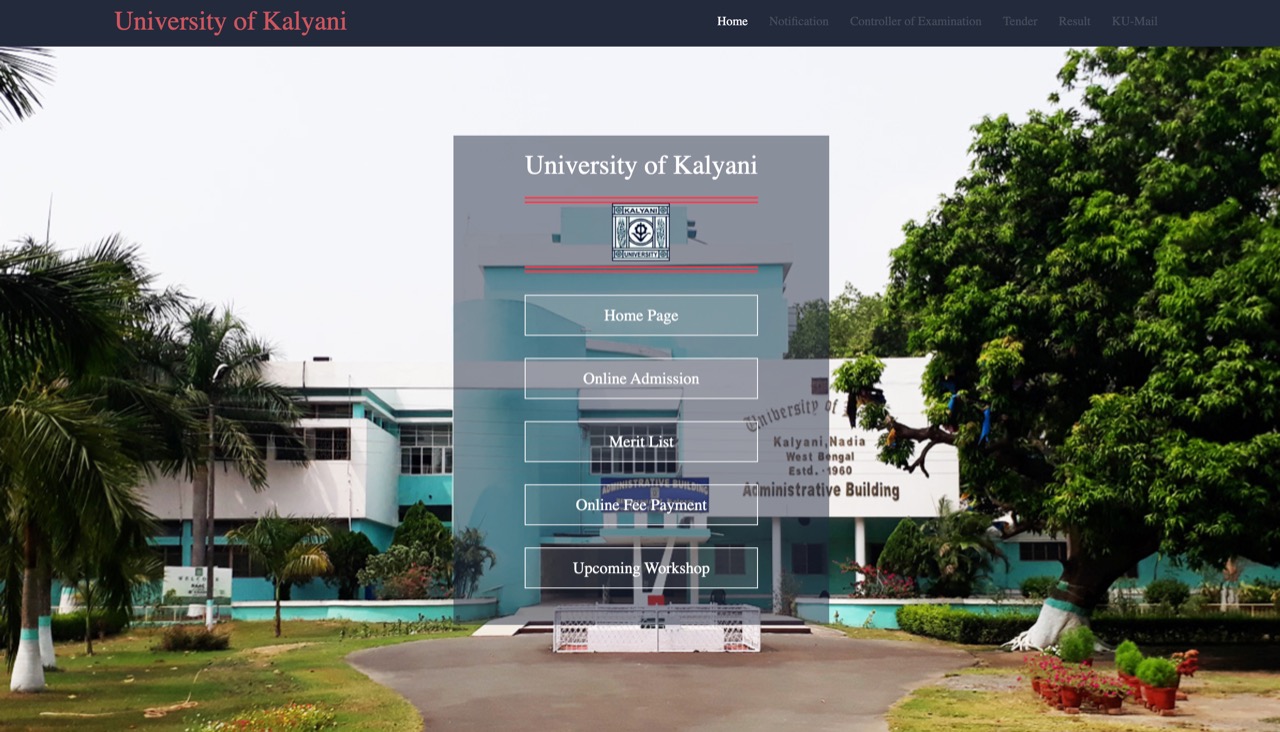 University of Kalyani
Home Notification Controller of Examination Tender Result KU-Mail
University of Kalyani
KALYANI
UNIVERSITY
Home Page
Online Admission
Merit List
Online Fee Payment
Upcoming Workshop
University of
Kalyani, Nadia
West Bengal
Estd. - 1960
Administrative Building
ADMINISTRATIVE BUILDING
WELCOME